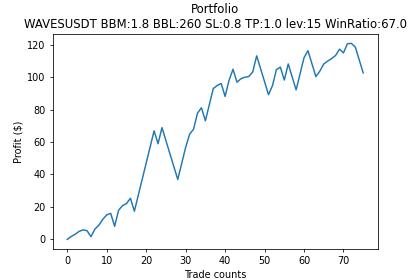 Portfolio
WAVESUSDT BBM:1.8 BBL:260 SL:0.8 TP:1.0 lev:15 WinRatio:67.0
120
100
80
60
40
20
0
Profit ($)
0 10 20 30 40 50 60 70
Trade counts